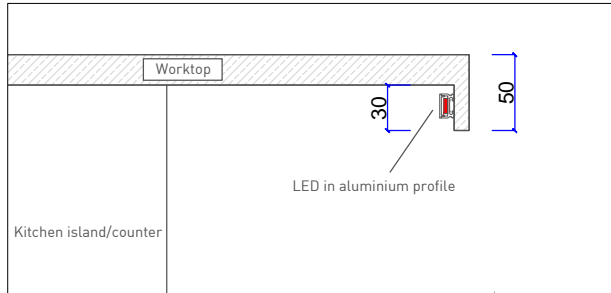 Worktop
30
50
LED in aluminium profile
Kitchen island/counter